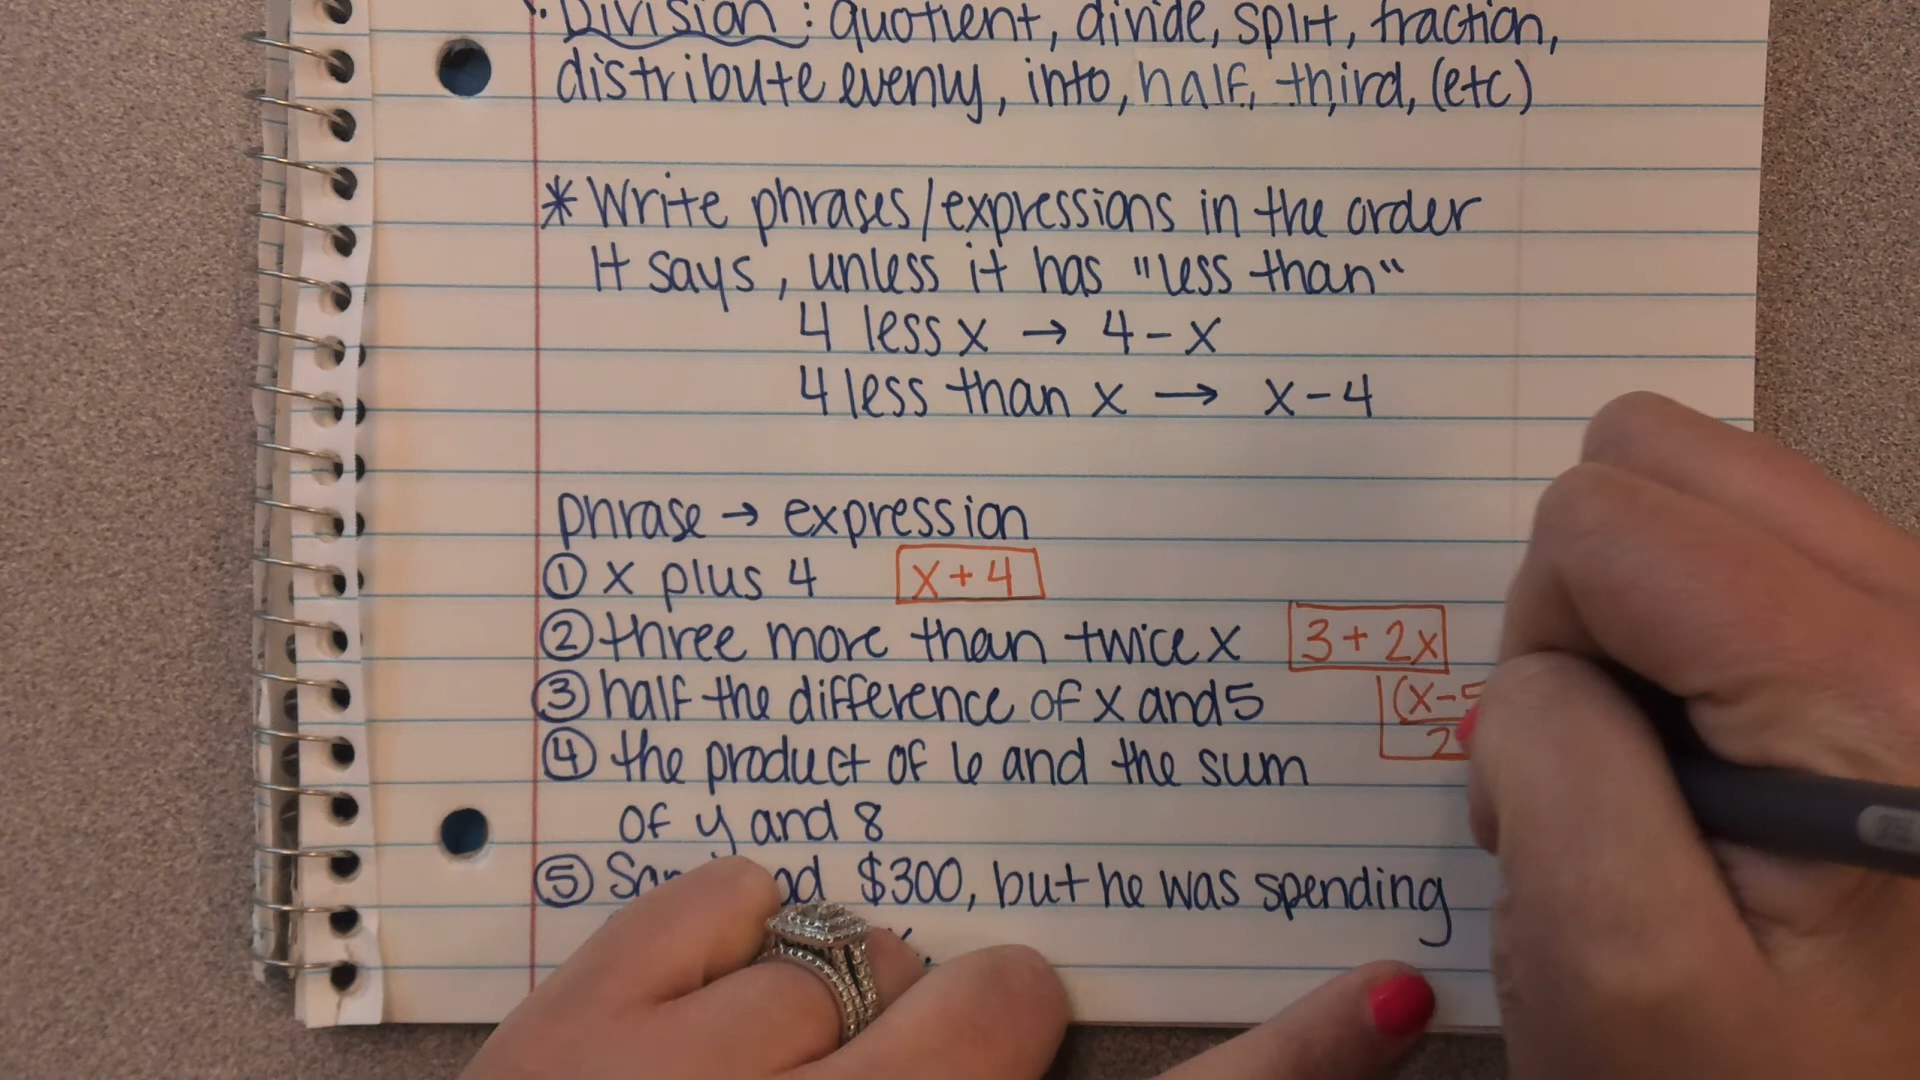 • Division: quotient, divide, split, fraction,
distribute evenly, into, half, third, (etc)
* Write phrases/expressions in the order
It says, unless it has "less than"
4 less x → 4 - x
4 less than x → x - 4
phrase → expression
① x plus 4 x + 4
② three more than twice x 3 + 2x
③ half the difference of x and 5 (x-5
2
④ the product of 6 and the sum
of y and 8
⑤ $300, but he was spending